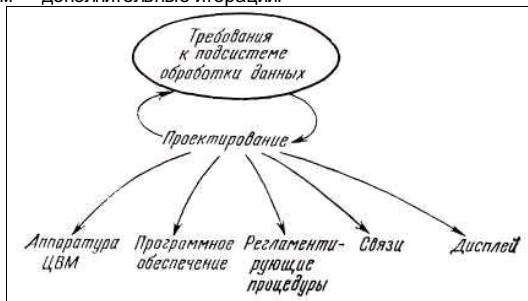 дополнительные итерации.
Требования
к подсистеме
обработки данных
Проектирование
Аппаратура
ЦВМ
Программное
обеспечение
Регламенти-
рующие
процедуры
Связи
Дисплей